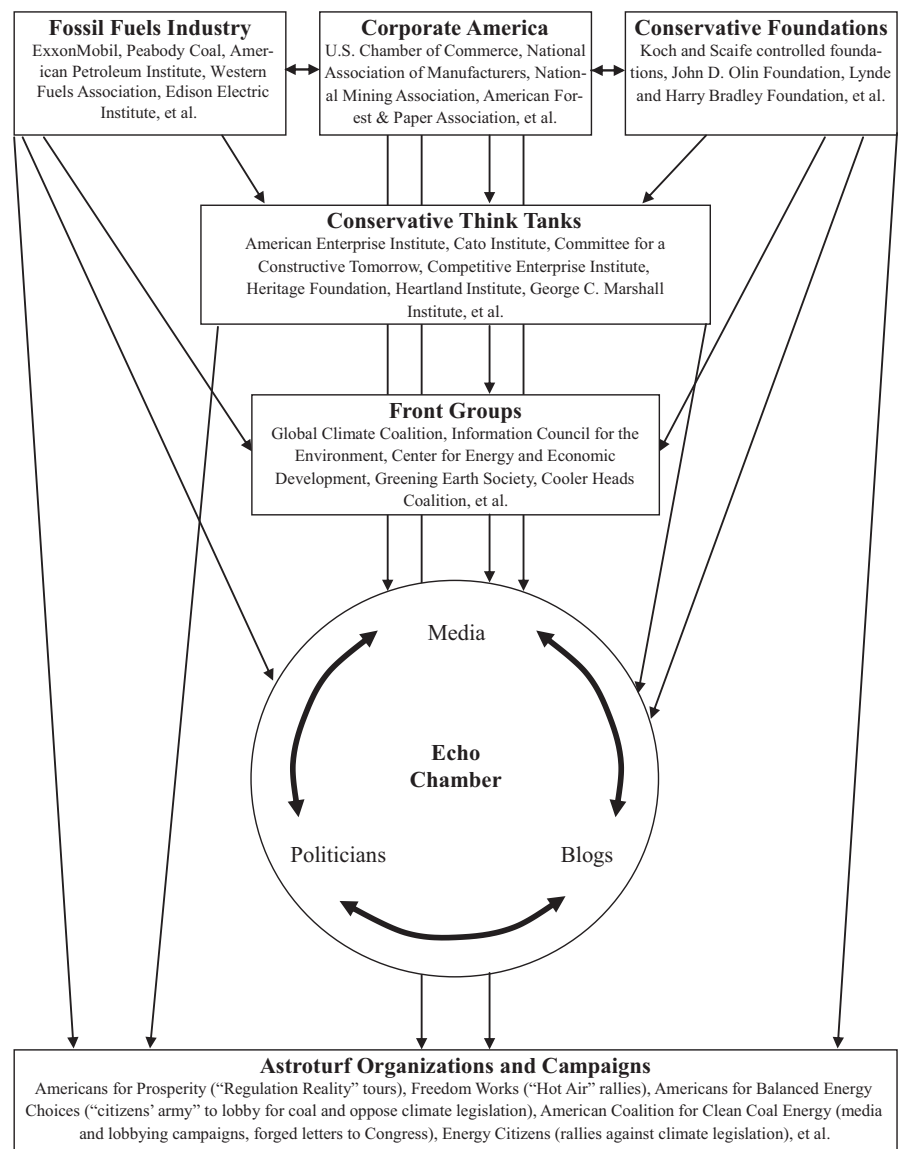 Fossil Fuels Industry
ExxonMobil, Peabody Coal, Amer-
ican Petroleum Institute, Western
Fuels Association, Edison Electric
Institute, et al.
Corporate America
U.S. Chamber of Commerce, National
Association of Manufacturers, Nation-
al Mining Association, American For-
est & Paper Association, et al.
Conservative Foundations
Koch and Scaife controlled founda-
tions, John D. Olin Foundation, Lynde
and Harry Bradley Foundation, et al.
Conservative Think Tanks
American Enterprise Institute, Cato Institute, Committee for a
Constructive Tomorrow, Competitive Enterprise Institute,
Heritage Foundation, Heartland Institute, George C. Marshall
Institute, et al.
Front Groups
Global Climate Coalition, Information Council for the
Environment, Center for Energy and Economic
Development, Greening Earth Society, Cooler Heads
Coalition, et al.
Media
Echo
Chamber
Politicians
Blogs
Astroturf Organizations and Campaigns
Americans for Prosperity (“Regulation Reality” tours), Freedom Works (“Hot Air” rallies), Americans for Balanced Energy
Choices (“citizens’ army” to lobby for coal and oppose climate legislation), American Coalition for Clean Coal Energy (media
and lobbying campaigns, forged letters to Congress), Energy Citizens (rallies against climate legislation), et al.